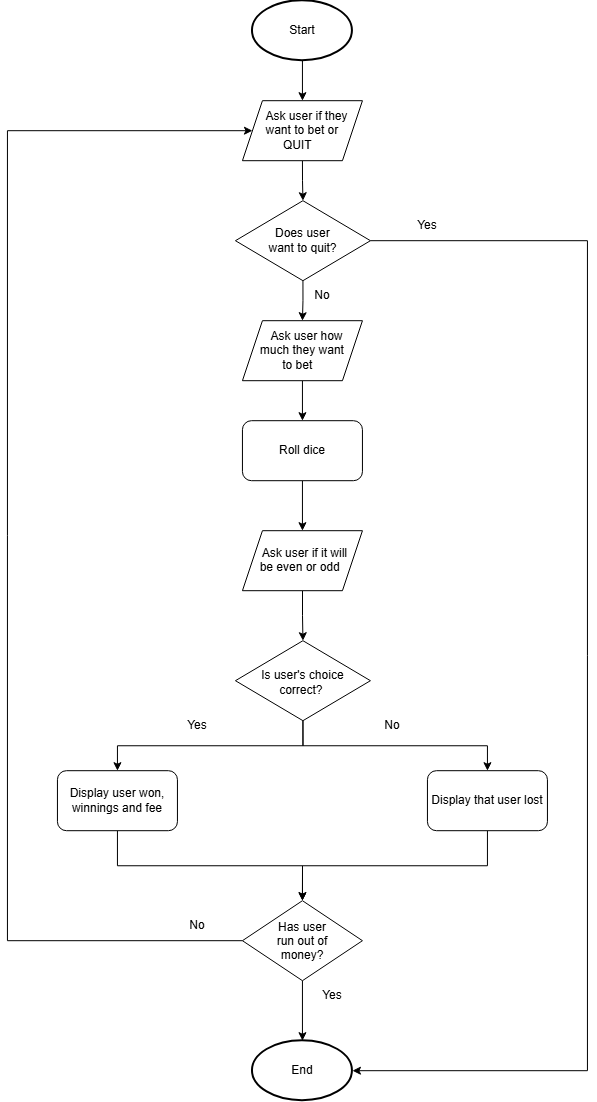 Start
Ask user if they
want to bet or
QUIT
Does user
want to quit?
Yes
No
Ask user how
much they want
to bet
Roll dice
Ask user if it will
be even or odd
Is user's choice
correct?
Yes
No
Display user won,
winnings and fee
Display that user lost
Has user
run out of
money?
No
Yes
End